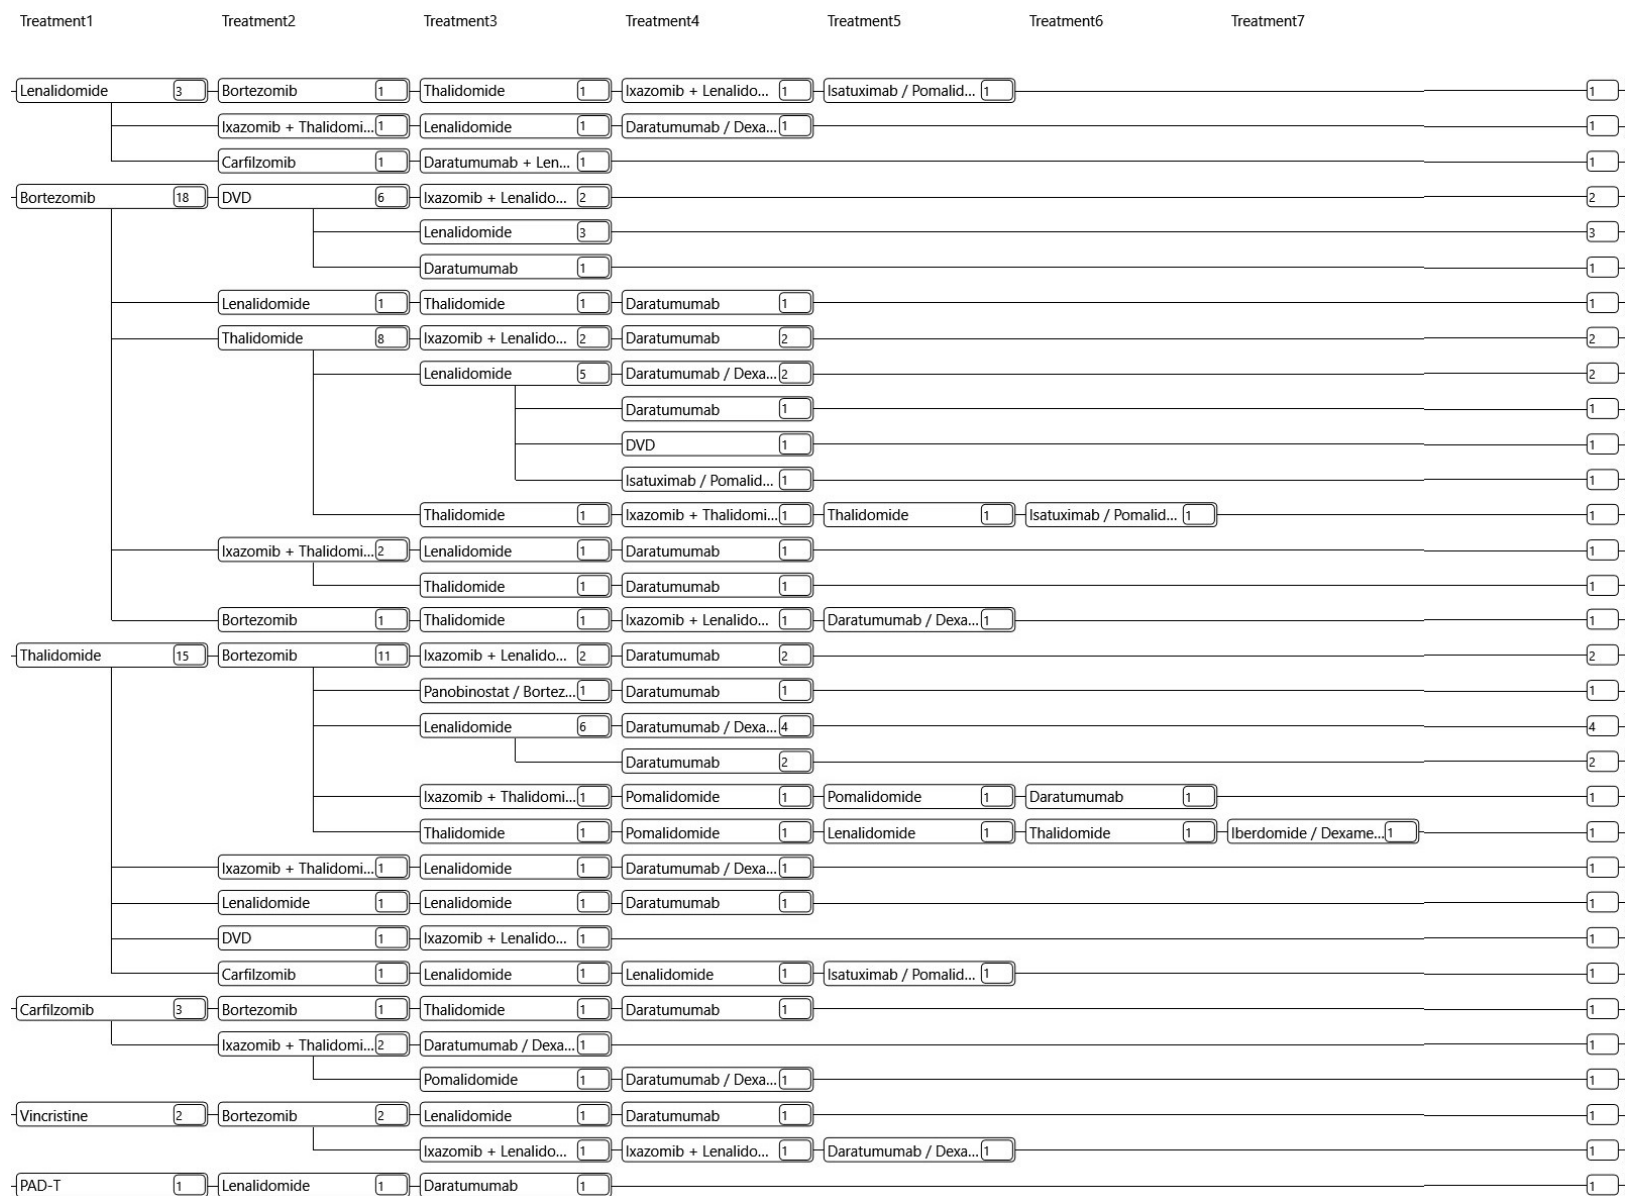 Treatment1 Treatment2 Treatment3 Treatment4 Treatment5 Treatment6 Treatment7
Lenalidomide 3 Bortezomib 1 Thalidomide 1 Ixazomib + Lenalido... 1 Isatuximab / Pomalid... 1 1
Ixazomib + Thalidomi... 1 Lenalidomide 1 Daratumumab / Dexa... 1 1
Carfilzomib 1 Daratumumab + Len... 1 1
Bortezomib 18 DVD 6 Ixazomib + Lenalido... 2 2
Lenalidomide 3 3
Daratumumab 1 1
Lenalidomide 1 Thalidomide 1 Daratumumab 1 1
Thalidomide 8 Ixazomib + Lenalido... 2 Daratumumab 2 2
Lenalidomide 5 Daratumumab / Dexa... 2 2
Daratumumab 1 1
DVD 1 1
Isatuximab / Pomalid... 1 1
Thalidomide 1 Ixazomib + Thalidomi... 1 Thalidomide 1 Isatuximab / Pomalid... 1 1
Ixazomib + Thalidomi... 2 Lenalidomide 1 Daratumumab 1 1
Thalidomide 1 Daratumumab 1 1
Bortezomib 1 Thalidomide 1 Ixazomib + Lenalido... 1 Daratumumab / Dexa... 1 1
Thalidomide 15 Bortezomib 11 Ixazomib + Lenalido... 2 Daratumumab 2 2
Panobinostat / Bortez... 1 Daratumumab 1 1
Lenalidomide 6 Daratumumab / Dexa... 4 4
Daratumumab 2 2
Ixazomib + Thalidomi... 1 Pomalidomide 1 Pomalidomide 1 Daratumumab 1 1
Thalidomide 1 Pomalidomide 1 Lenalidomide 1 Thalidomide 1 Iberdomide / Dexame... 1 1
Ixazomib + Thalidomi... 1 Lenalidomide 1 Daratumumab / Dexa... 1 1
Lenalidomide 1 Lenalidomide 1 Daratumumab 1 1
DVD 1 Ixazomib + Lenalido... 1 1
Carfilzomib 1 Lenalidomide 1 Lenalidomide 1 Isatuximab / Pomalid... 1 1
Carfilzomib 3 Bortezomib 1 Thalidomide 1 Daratumumab 1 1
Ixazomib + Thalidomi... 2 Daratumumab / Dexa... 1 1
Pomalidomide 1 Daratumumab / Dexa... 1 1
Vincristine 2 Bortezomib 2 Lenalidomide 1 Daratumumab 1 1
Ixazomib + Lenalido... 1 Ixazomib + Lenalido... 1 Daratumumab / Dexa... 1 1
PAD-T 1 Lenalidomide 1 Daratumumab 1 1